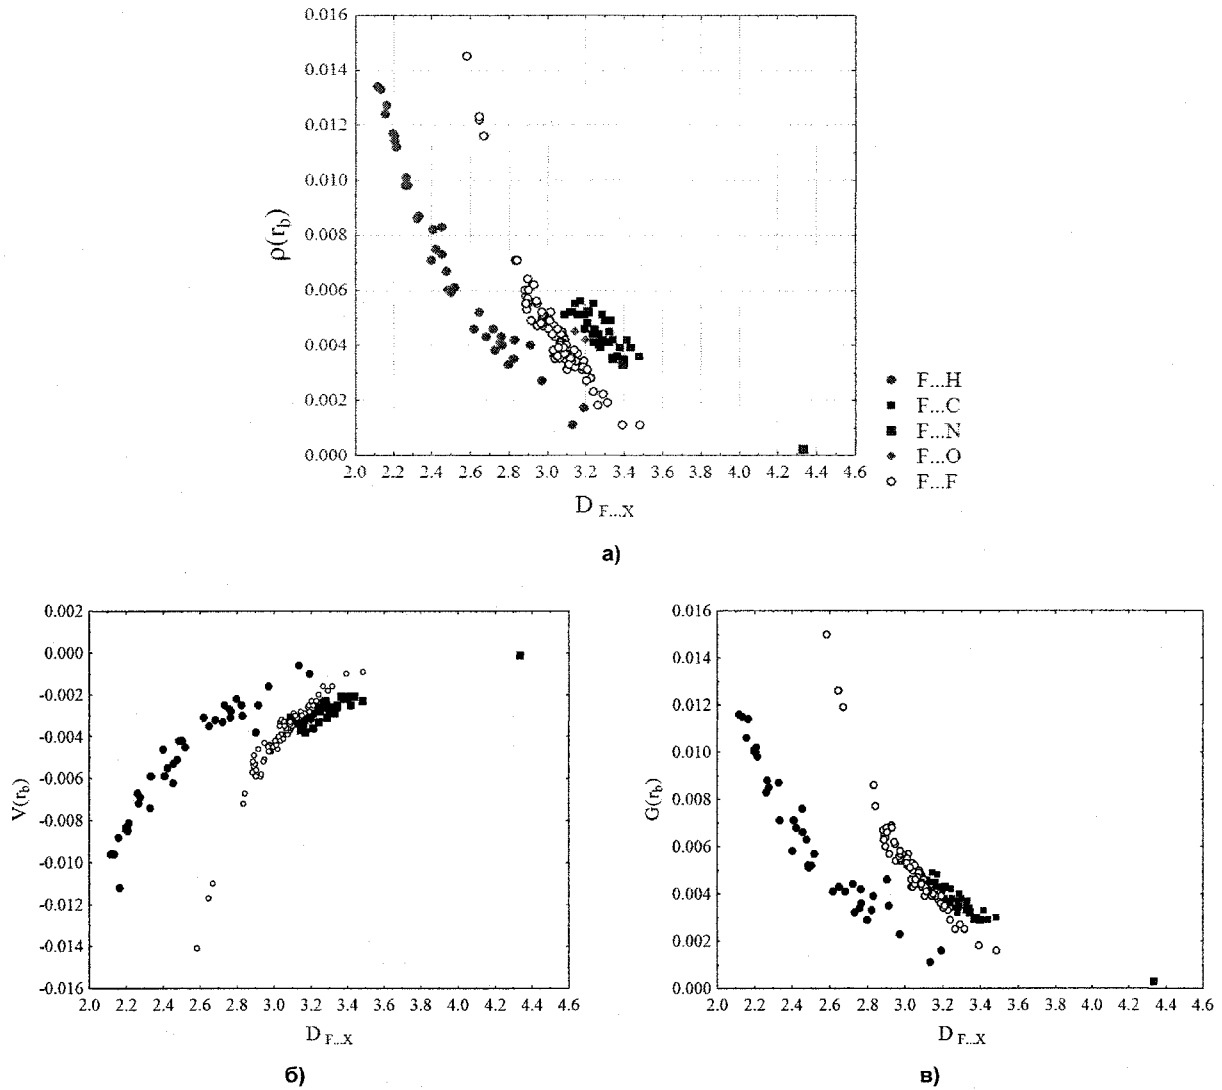 0.016
0.014
0.012
0.010
0.008
0.006
0.004
0.002
0.000
ρ(r_b)
2.0 2.2 2.4 2.6 2.8 3.0 3.2 3.4 3.6 3.8 4.0 4.2 4.4 4.6
D F...X
F...H
F...C
F...N
F...O
F...F
а)
0.002
0.000
-0.002
-0.004
-0.006
-0.008
-0.010
-0.012
-0.014
-0.016
V(r_b)
2.0 2.2 2.4 2.6 2.8 3.0 3.2 3.4 3.6 3.8 4.0 4.2 4.4 4.6
D F...X
б)
0.016
0.014
0.012
0.010
0.008
0.006
0.004
0.002
0.000
G(r_b)
2.0 2.2 2.4 2.6 2.8 3.0 3.2 3.4 3.6 3.8 4.0 4.2 4.4 4.6
D F...X
в)